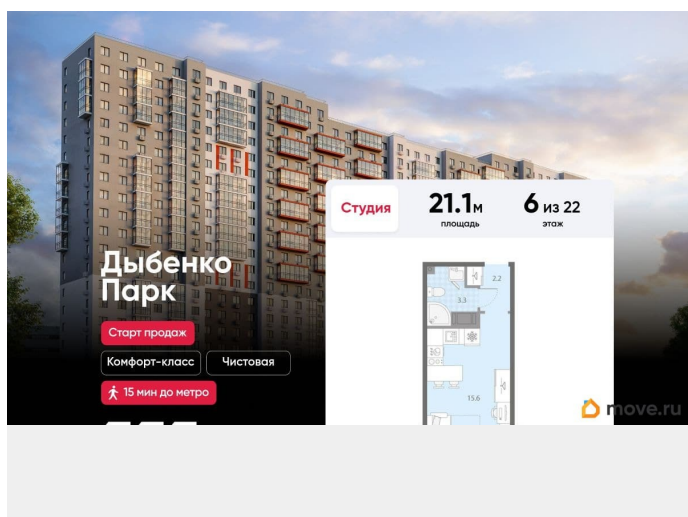 Студия
21.1м
площадь
6 из 22
этаж
Дыбенко
Парк
Старт продаж
Комфорт-класс
Чистовая
15 мин до метро
2.2
3.3
15.6
move.ru